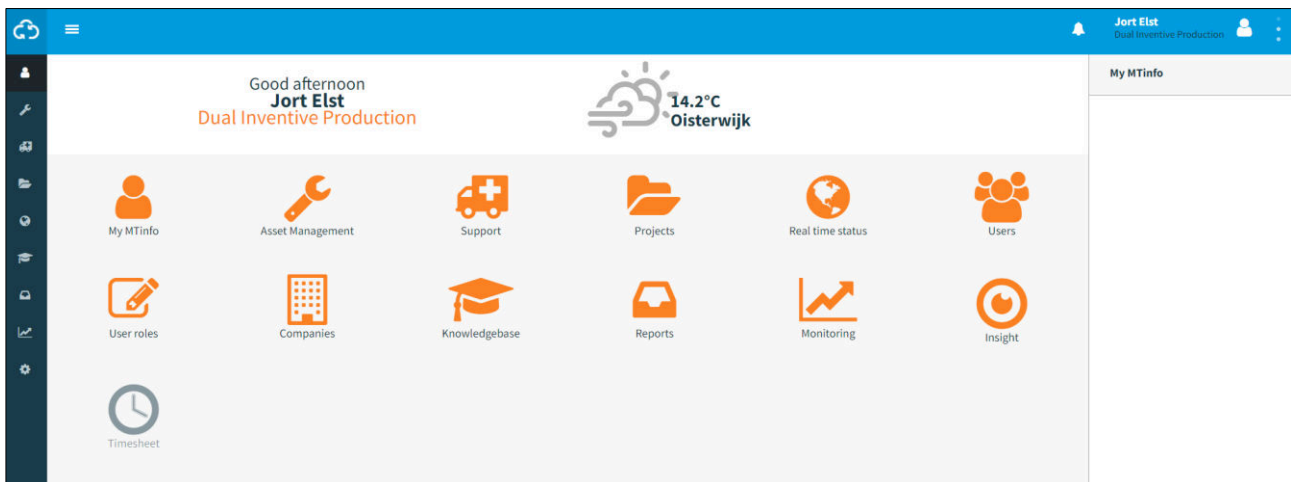 Jort Elst
Dual Inventive Production
Good afternoon
Jort Elst
Dual Inventive Production
14.2°C
Oisterwijk
My MTinfo
My MTinfo
Asset Management
Support
Projects
Real time status
Users
User roles
Companies
Knowledgebase
Reports
Monitoring
Insight
Timesheet